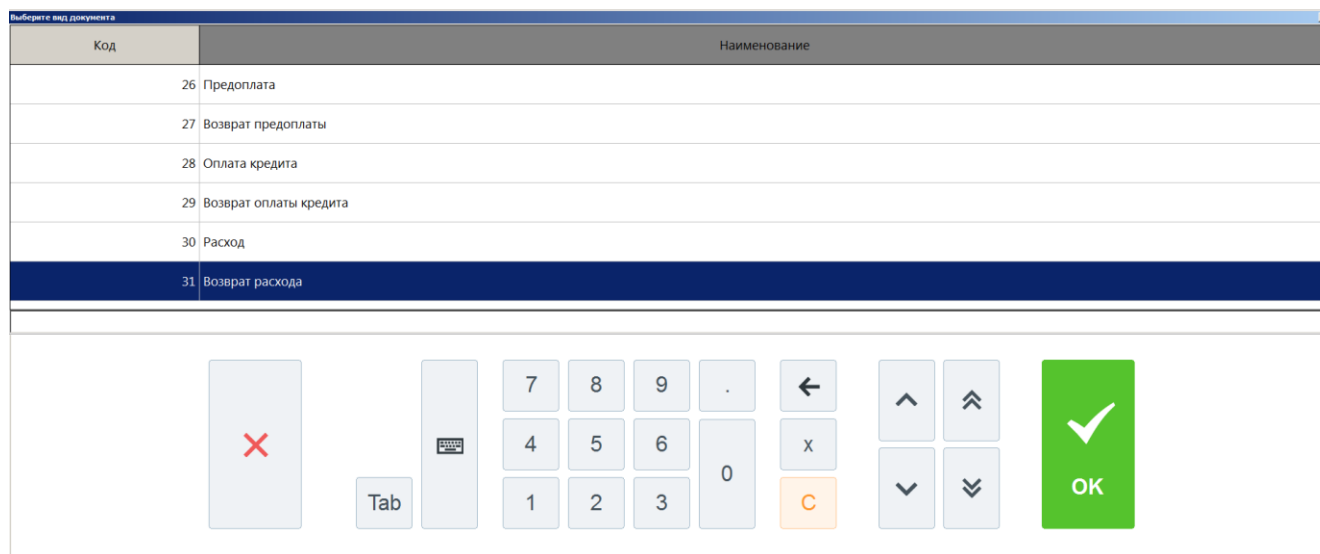 Выберите вид документа
Код Наименование
26 Предоплата
27 Возврат предоплаты
28 Оплата кредита
29 Возврат оплаты кредита
30 Расход
31 Возврат расхода
7 8 9 .
4 5 6 x
0
Tab 1 2 3 C
OK